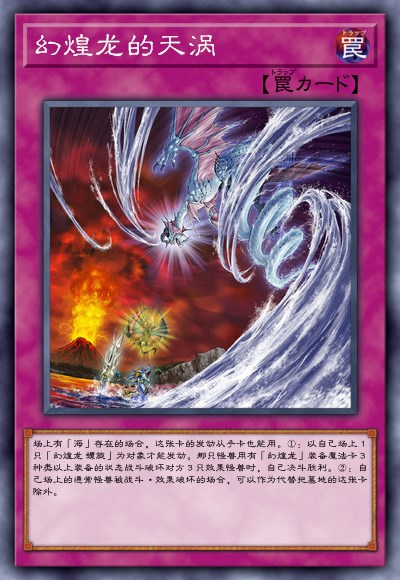 幻煌龙的天涡
トラップ
罠
トラップ
【罠カード】
场上有「海」存在的场合，这张卡的发动从手卡也能用。①：以自己场上１
只「幻煌龙 螺旋」为对象才能发动。那只怪兽用有「幻煌龙」装备魔法卡３
种类以上装备的状态战斗破坏对方３只效果怪兽时，自己决斗胜利。②：自
己场上的通常怪兽被战斗・效果破坏的场合，可以作为代替把墓地的这张卡
除外。